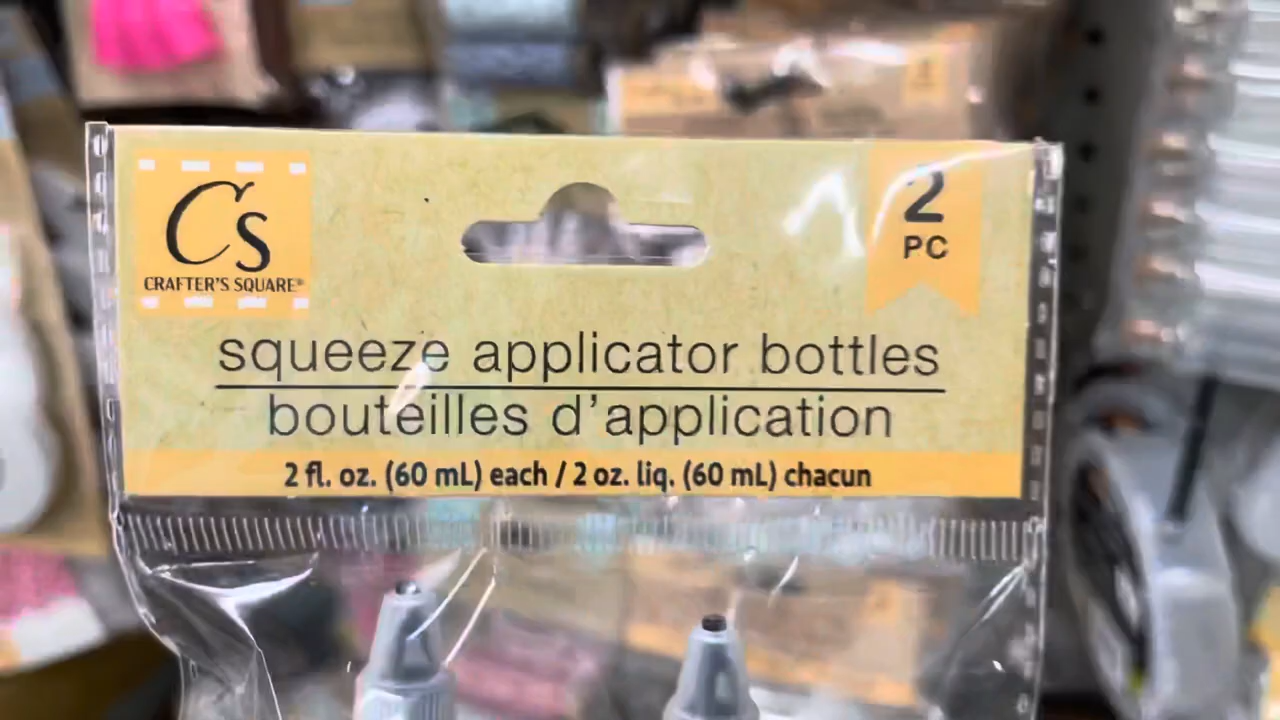 Cs
CRAFTER'S SQUARE®
2
PC
squeeze applicator bottles
bouteilles d'application
2 fl. oz. (60 mL) each / 2 oz. liq. (60 mL) chacun